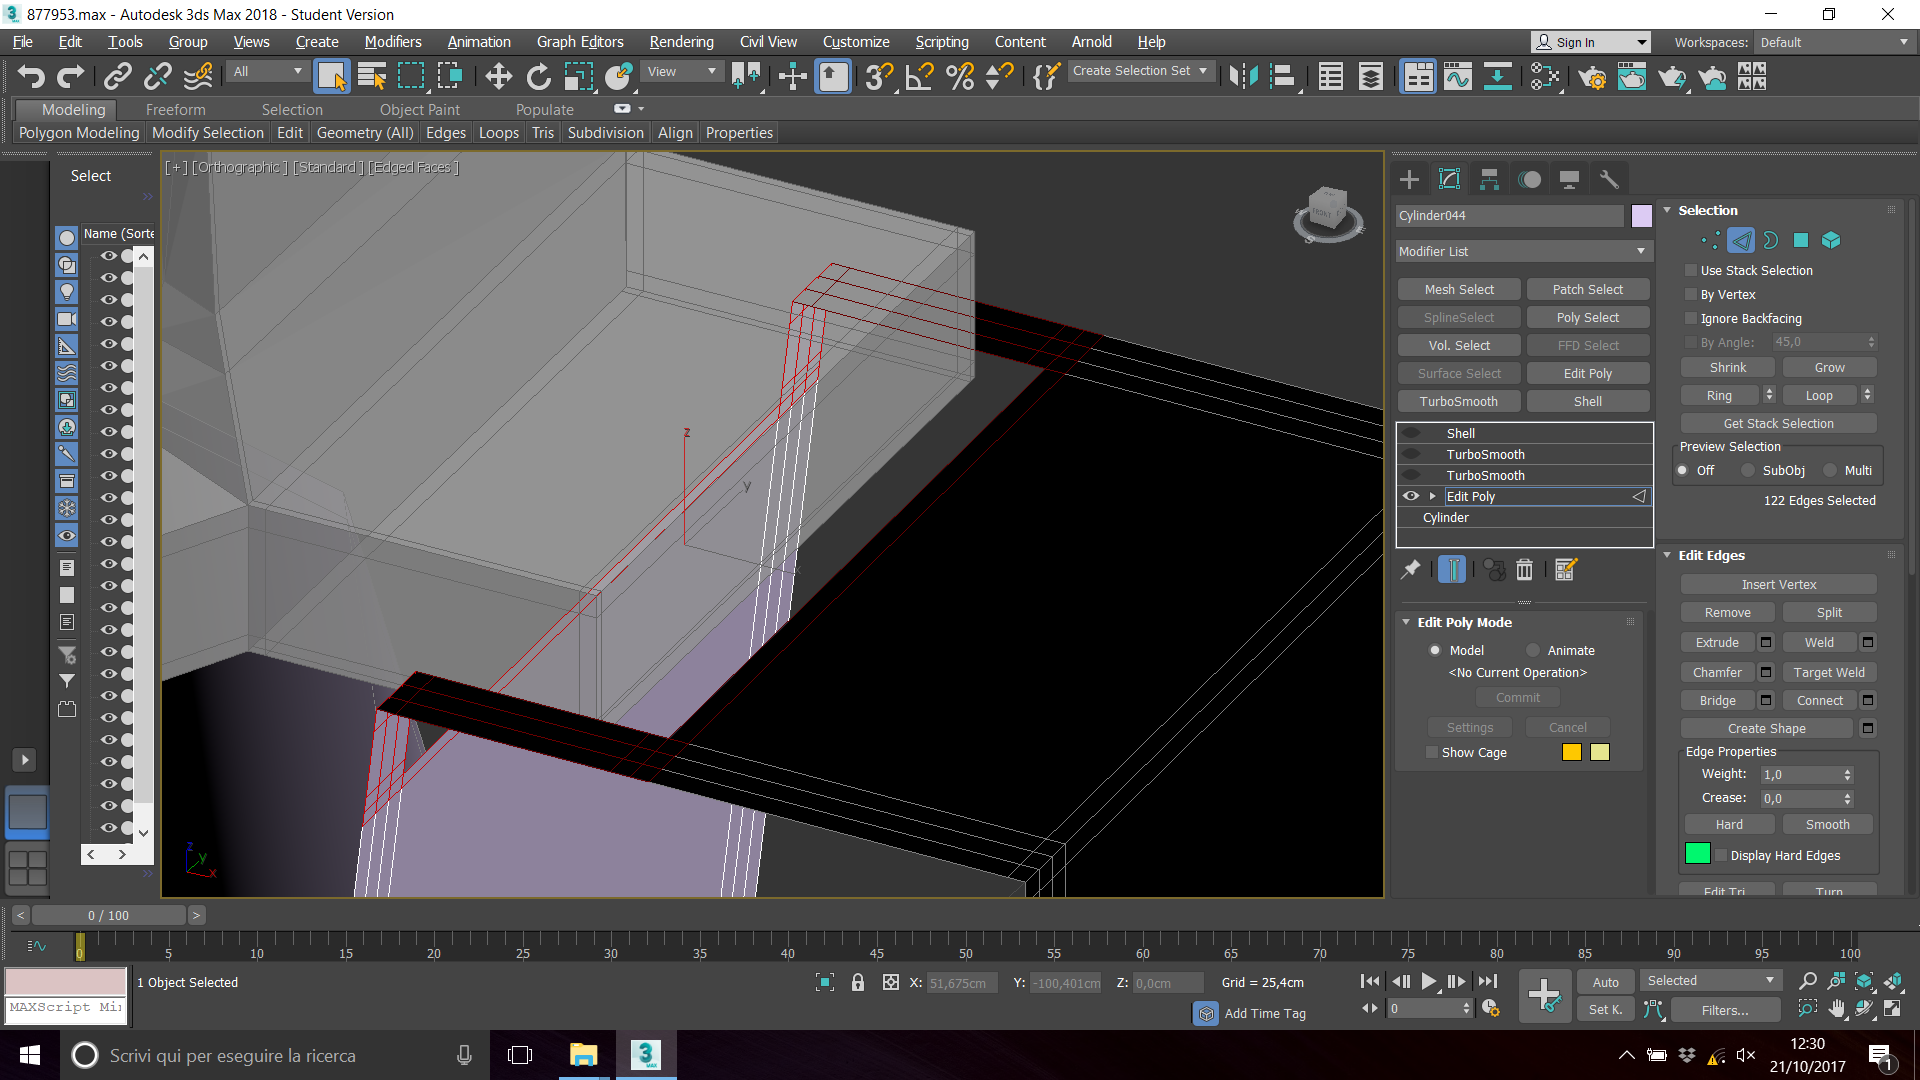 877953.max - Autodesk 3ds Max 2018 - Student Version
File Edit Tools Group Views Create Modifiers Animation Graph Editors Rendering Civil View Customize Scripting Content Arnold Help Sign In Workspaces: Default
All View Create Selection Set
Modeling Freeform Selection Object Paint Populate
Polygon Modeling Modify Selection Edit Geometry (All) Edges Loops Tris Subdivision Align Properties
Select
Name (Sorte
[+] [Orthographic ] [Standard ] [Edged Faces ]
z
y
x
z
y
x
Cylinder044
Modifier List
Mesh Select Patch Select
SplineSelect Poly Select
Vol. Select FFD Select
Surface Select Edit Poly
TurboSmooth Shell
Shell
TurboSmooth
TurboSmooth
Edit Poly
Cylinder
Edit Poly Mode
Model Animate
<No Current Operation>
Commit
Settings Cancel
Show Cage
Selection
Use Stack Selection
By Vertex
Ignore Backfacing
By Angle: 45,0
Shrink Grow
Ring Loop
Get Stack Selection
Preview Selection
Off SubObj Multi
122 Edges Selected
Edit Edges
Insert Vertex
Remove Split
Extrude Weld
Chamfer Target Weld
Bridge Connect
Create Shape
Edge Properties
Weight: 1,0
Crease: 0,0
Hard Smooth
Display Hard Edges
Edit Tri. Turn
< 0 / 100 >
0 5 10 15 20 25 30 35 40 45 50 55 60 65 70 75 80 85 90 95 100
1 Object Selected X: 51,675cm Y: -100,401cm Z: 0,0cm Grid = 25,4cm Auto Selected
MAXScript Mi Add Time Tag 0 Set K. Filters...
Scrivi qui per eseguire la ricerca
3
MAX
12:30
21/10/2017
1